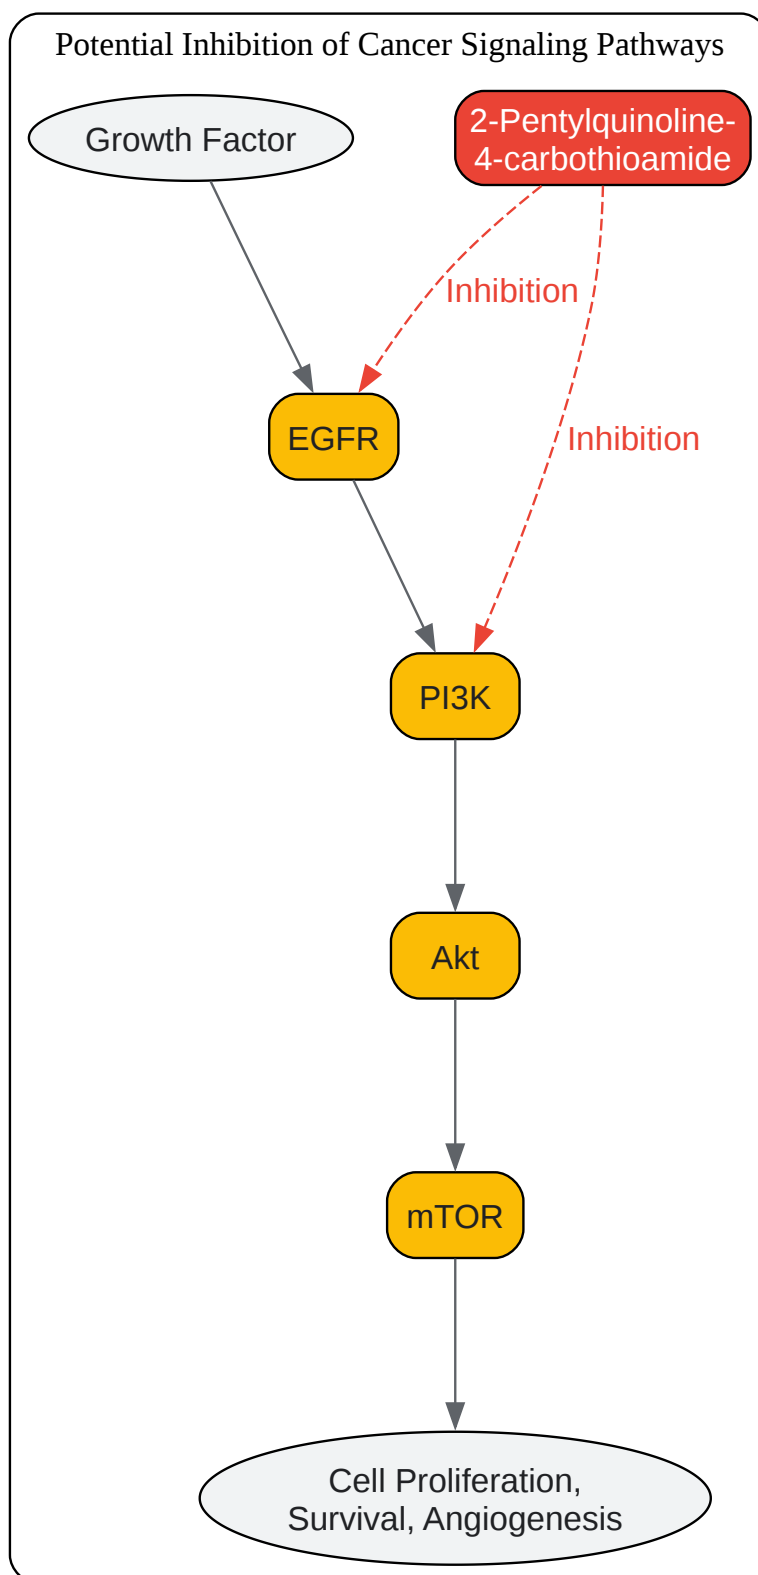 Potential Inhibition of Cancer Signaling Pathways
Growth Factor
2-Pentylquinoline-
4-carbothioamide
Inhibition
EGFR
Inhibition
PI3K
Akt
mTOR
Cell Proliferation,
Survival, Angiogenesis